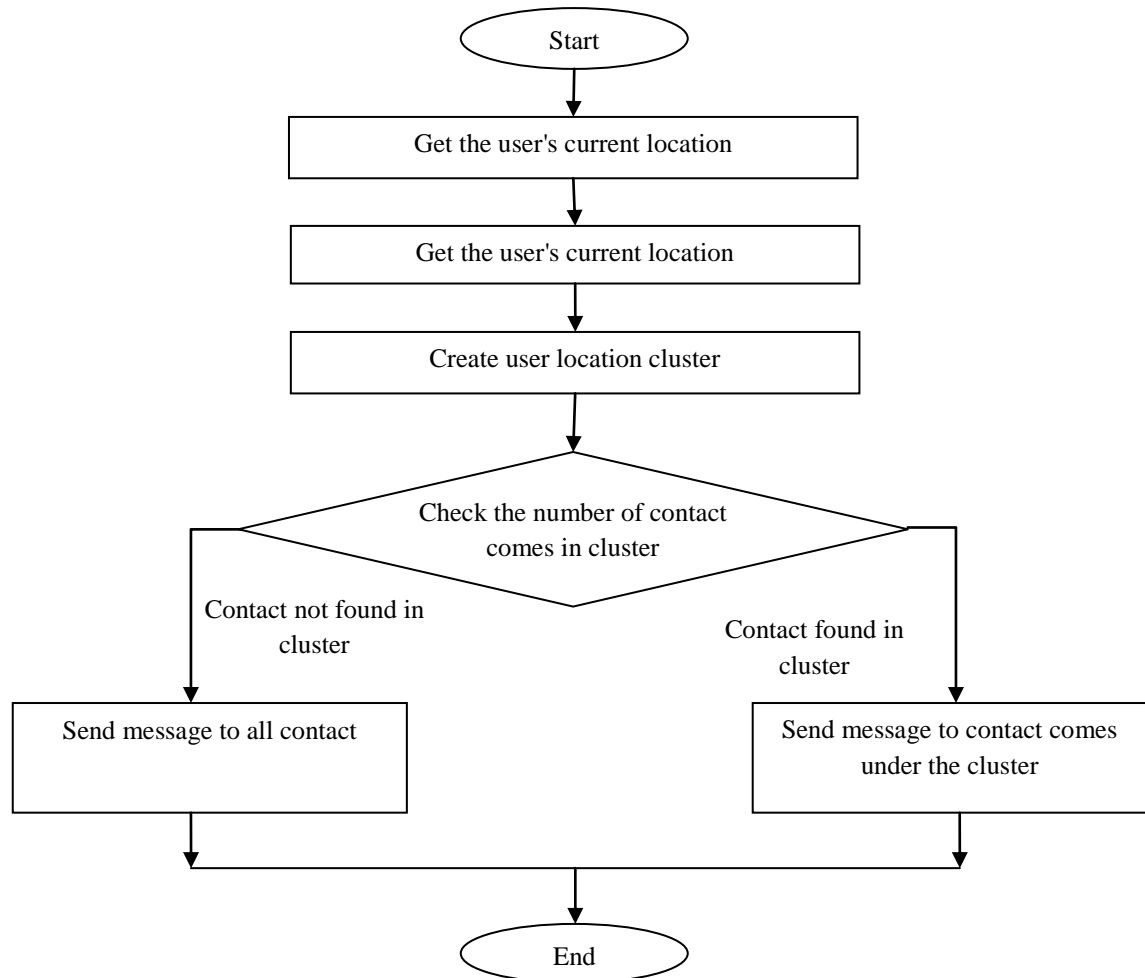 Start
Get the user's current location
Get the user's current location
Create user location cluster
Check the number of contact
comes in cluster
Contact not found in
cluster
Contact found in
cluster
Send message to all contact
Send message to contact comes
under the cluster
End